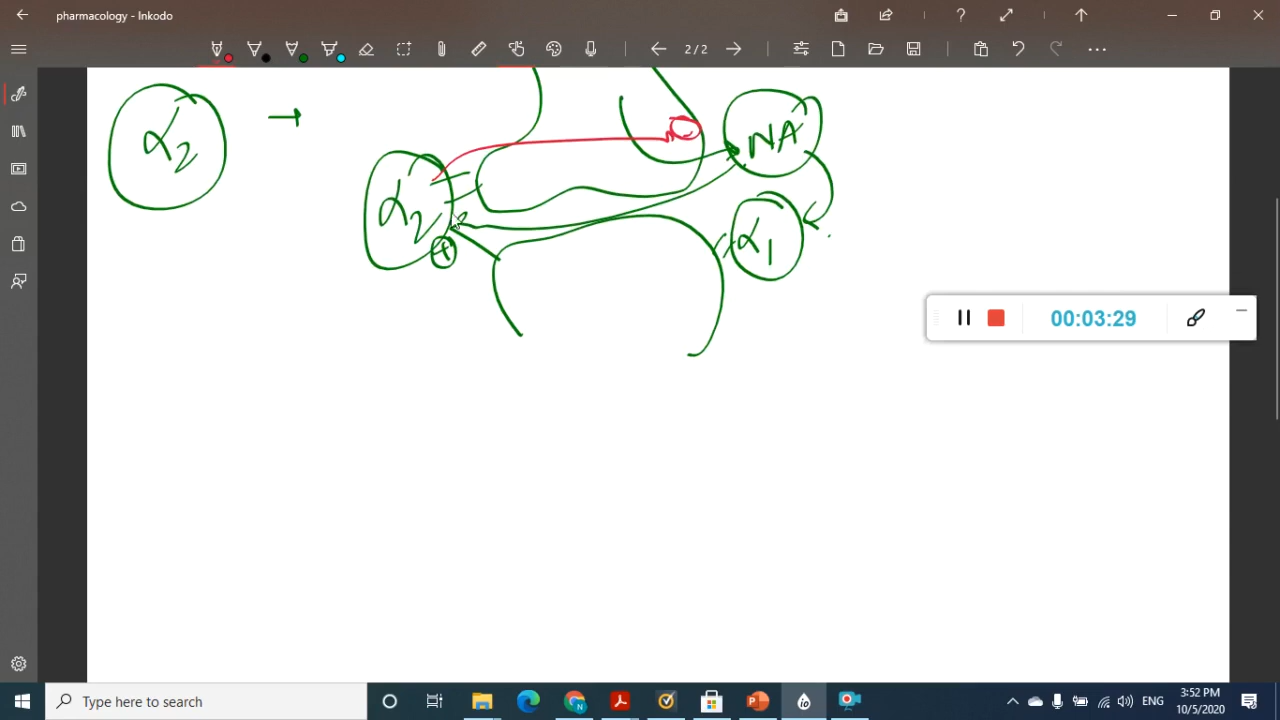 pharmacology - Inkodo
2/2
α2 →
NA
α2
+
α1
00:03:29
Type here to search
ENG
3:52 PM
10/5/2020